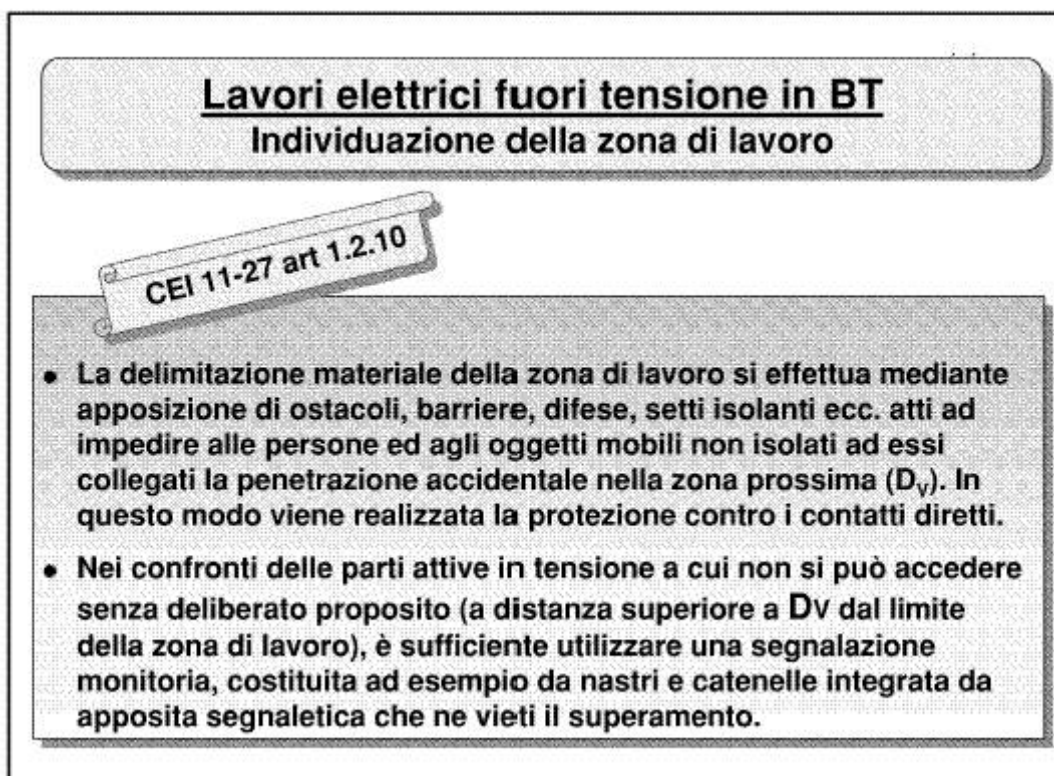 Lavori elettrici fuori tensione in BT
Individuazione della zona di lavoro
CEI 11-27 art 1.2.10
• La delimitazione materiale della zona di lavoro si effettua mediante
apposizione di ostacoli, barriere, difese, setti isolanti ecc. atti ad
impedire alle persone ed agli oggetti mobili non isolati ad essi
collegati la penetrazione accidentale nella zona prossima (Dv). In
questo modo viene realizzata la protezione contro i contatti diretti.
• Nei confronti delle parti attive in tensione a cui non si può accedere
senza deliberato proposito (a distanza superiore a DV dal limite
della zona di lavoro), è sufficiente utilizzare una segnalazione
monitoria, costituita ad esempio da nastri e catenelle integrata da
apposita segnaletica che ne vieti il superamento.